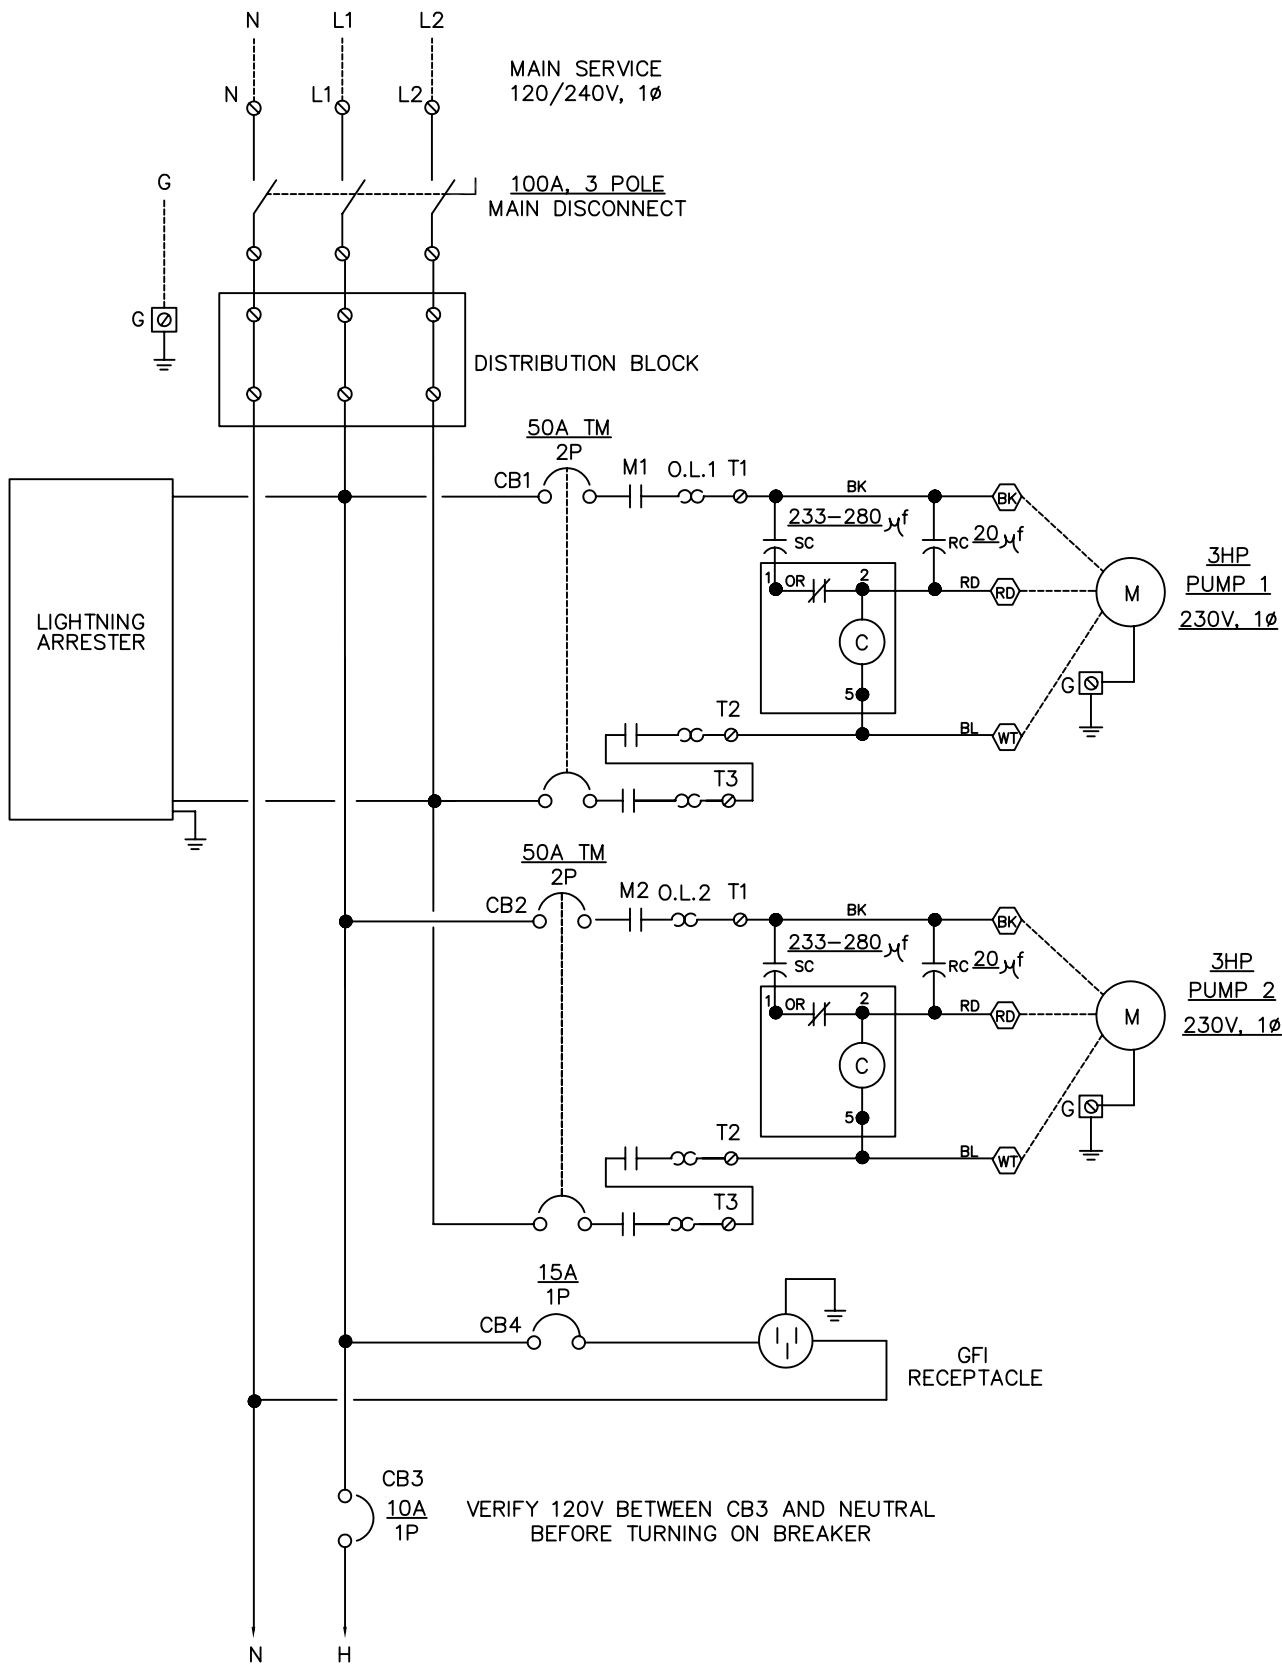 N L1 L2
MAIN SERVICE
120/240V, 1ø
N L1 L2
G
100A, 3 POLE
MAIN DISCONNECT
G
DISTRIBUTION BLOCK
50A TM
2P
CB1 M1 O.L.1 T1
BK
BK
233-280 μf
SC
RC 20 μf
1 OR 2 RD RD
M
3HP
PUMP 1
230V, 1ø
LIGHTNING
ARRESTER
C
5
G
T2
BL WT
T3
50A TM
2P
CB2 M2 O.L.2 T1
BK
BK
233-280 μf
SC
RC 20 μf
1 OR 2 RD RD
M
3HP
PUMP 2
230V, 1ø
C
5
G
T2
BL WT
T3
15A
1P
CB4
GFI
RECEPTACLE
CB3
10A
1P
VERIFY 120V BETWEEN CB3 AND NEUTRAL
BEFORE TURNING ON BREAKER
N H